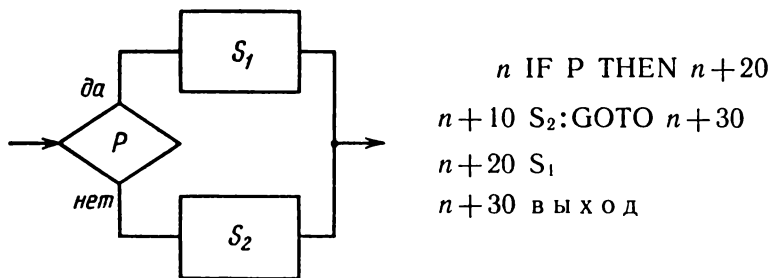 S₁
да
P
нет
S₂
n IF P THEN n+20
n+10 S₂:GOTO n+30
n+20 S₁
n+30 выход